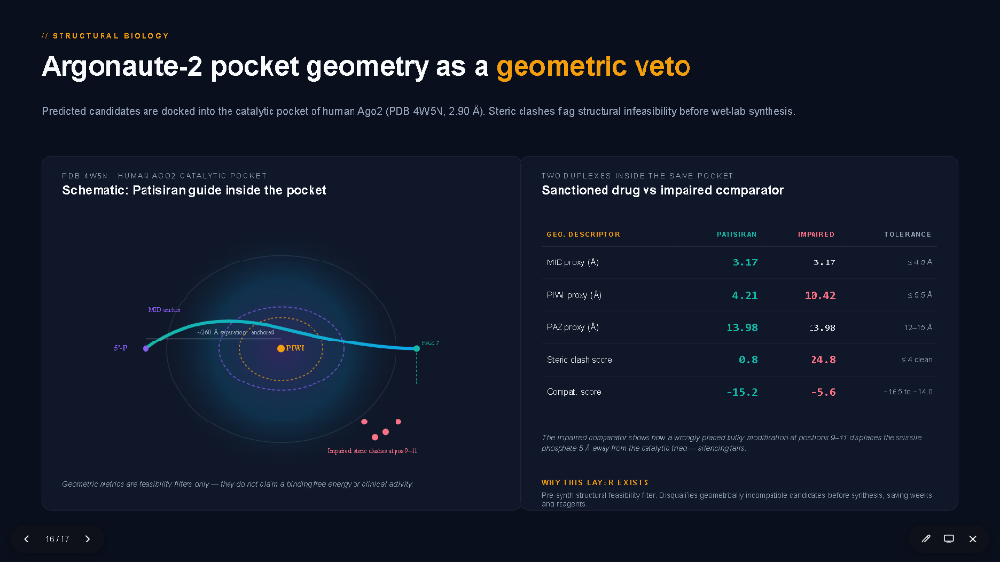 // STRUCTURAL BIOLOGY
Argonaute-2 pocket geometry as a geometric veto
Predicted candidates are docked into the catalytic pocket of human Ago2 (PDB 4W5N, 2.90 Å). Steric clashes flag structural infeasibility before wet-lab synthesis.
PDB 4W5N · HUMAN AGO2 CATALYTIC POCKET
Schematic: Patisiran guide inside the pocket
MID anchor
Å separation · anchored
5'-P
PIWI
PAZ 3'
Impaired: steric clashes at pos 9–11
Geometric metrics are feasibility filters only — they do not claim a binding free energy or clinical activity.
TWO DUPLEXES INSIDE THE SAME POCKET
Sanctioned drug vs impaired comparator
GEO. DESCRIPTOR PATISIRAN IMPAIRED TOLERANCE
MID proxy (Å) 3.17 3.17 ≤ 4.5 Å
PIWI proxy (Å) 4.21 10.42 ≤ 5.5 Å
PAZ proxy (Å) 13.98 13.98 12–15 Å
Steric clash score 0.8 24.8 ≤ 4 clean
Compat. score −15.2 −5.6 −16.5 to −14.0
The impaired comparator shows how a wrongly placed bulky modification at positions 9–11 displaces the scissile
phosphate 5 Å away from the catalytic triad — silencing fails.
WHY THIS LAYER EXISTS
Pre-synth structural feasibility filter. Disqualifies geometrically incompatible candidates before synthesis, saving weeks
and reagents.
16 / 17